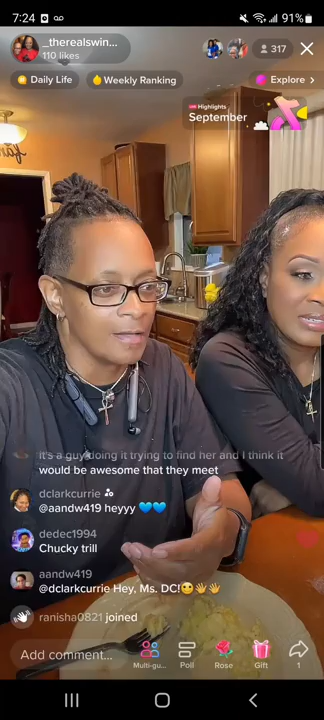 7:24
91%
_therealswin...
110 likes
317
Daily Life
Weekly Ranking
Explore >
LIVE Highlights
September
it's a guy doing it trying to find her and I think it
would be awesome that they meet
dclarkcurrie
@aandw419 heyyy 💙💙
dedec1994
Chucky trill
aandw419
@dclarkcurrie Hey, Ms. DC!😊👋👋
ranisha0821 joined
Add comment...
Multi-gu...
Poll
Rose
Gift
1